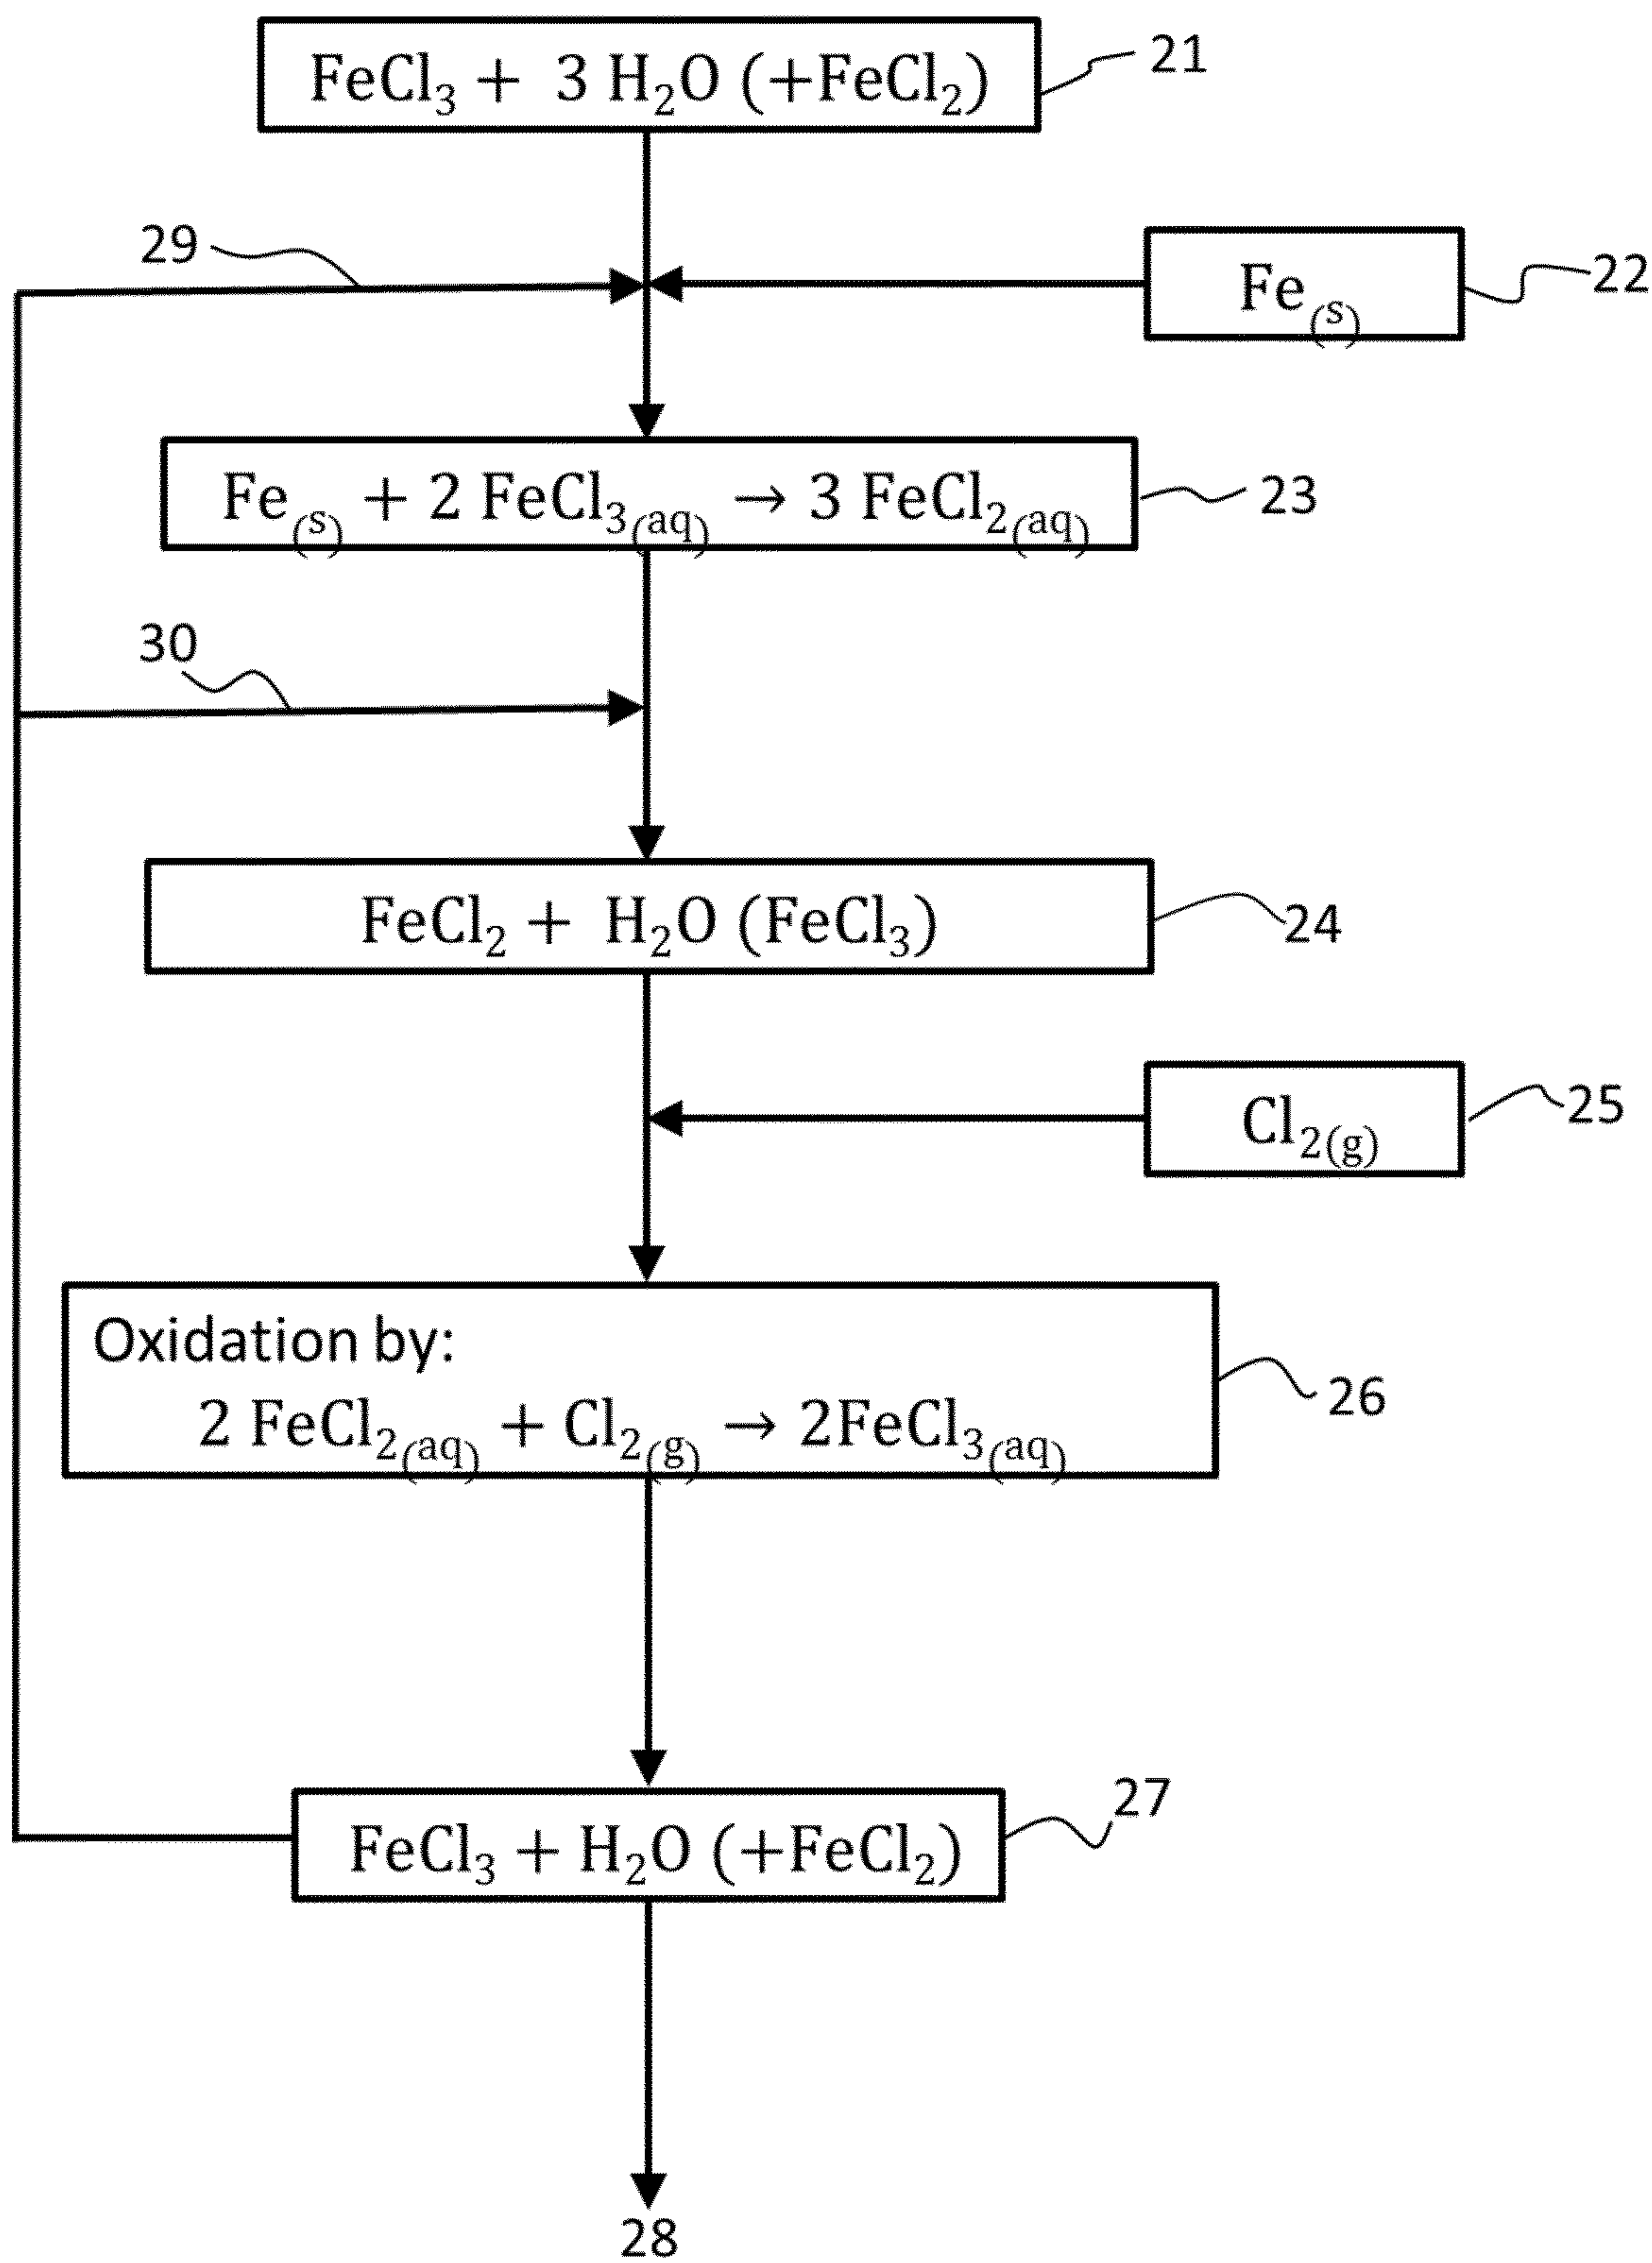 FeCl₃ + 3 H₂O (+FeCl₂)
21
29
Fe₍s₎
22
Fe₍s₎ + 2 FeCl₃(aq) → 3 FeCl₂(aq)
23
30
FeCl₂ + H₂O (FeCl₃)
24
Cl₂(g)
25
Oxidation by:
2 FeCl₂(aq) + Cl₂(g) → 2FeCl₃(aq)
26
27
FeCl₃ + H₂O (+FeCl₂)
28